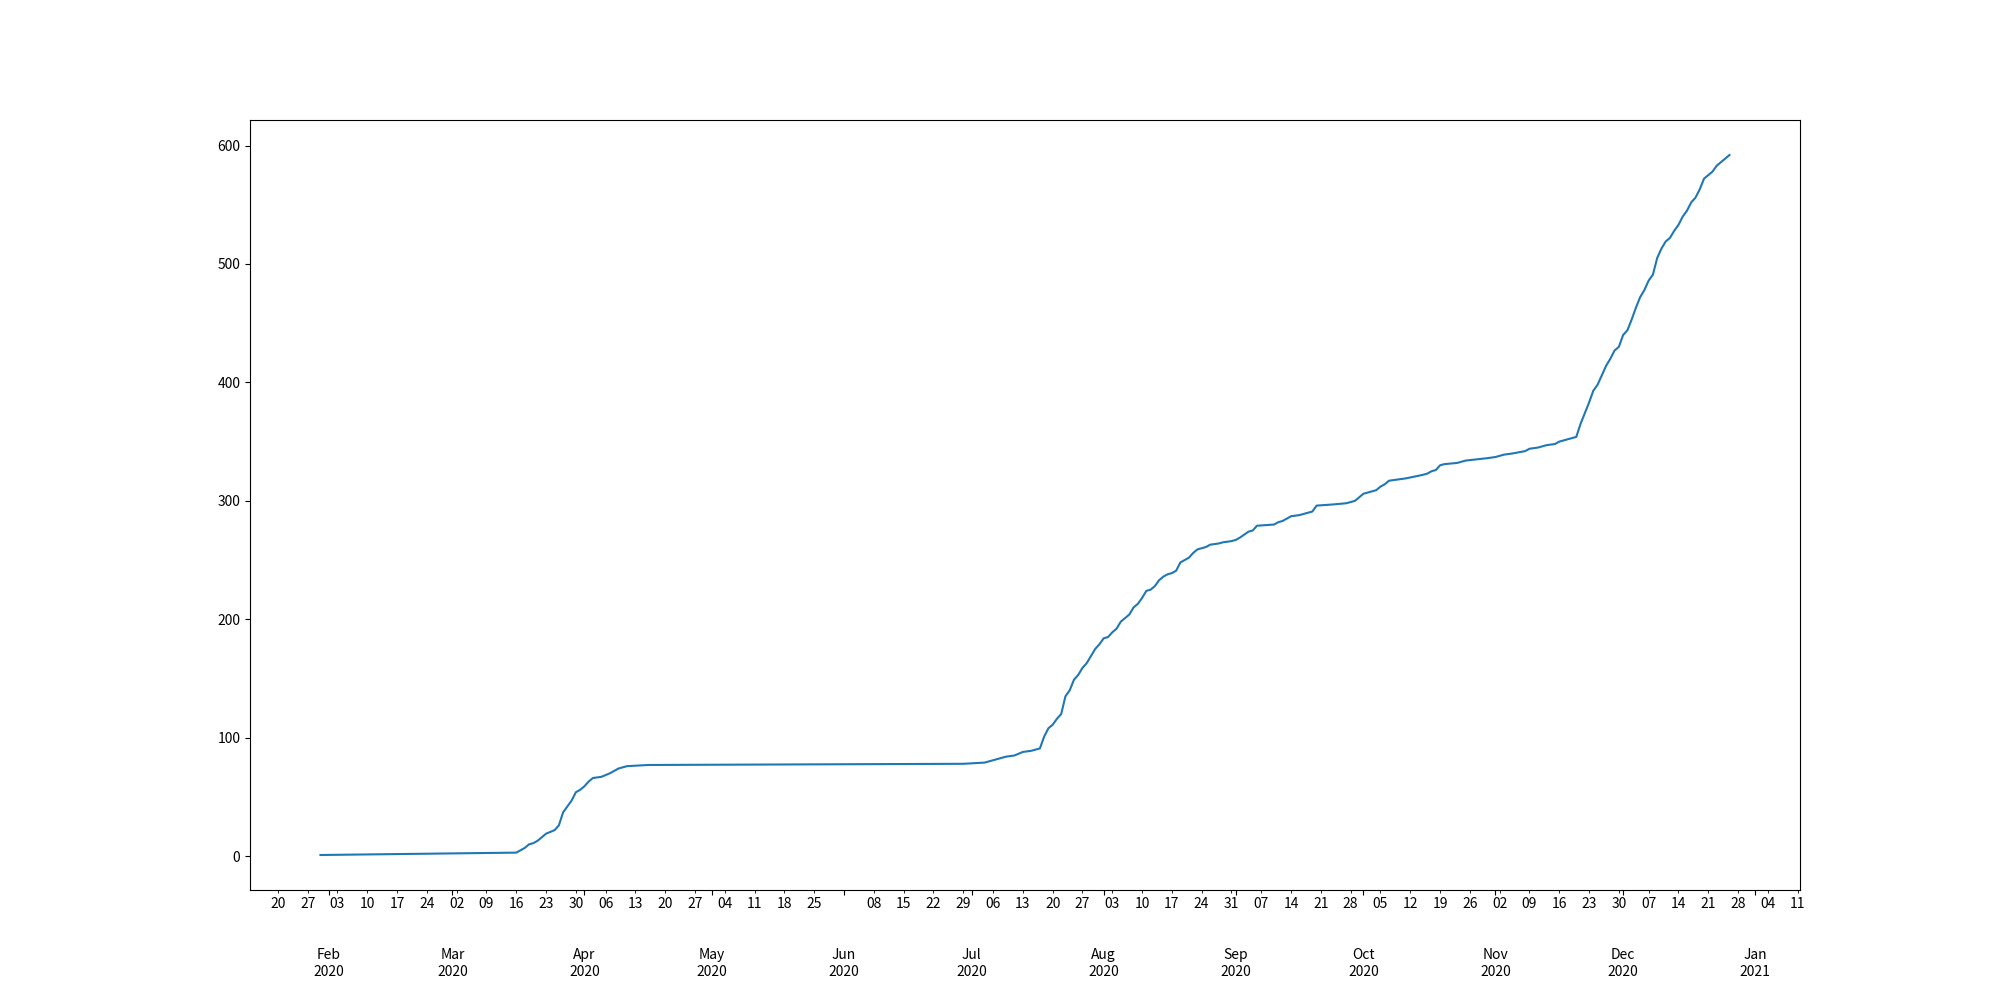 600
500
400
300
200
100
0
20 27 03 10 17 24 02 09 16 23 30 06 13 20 27 04 11 18 25 08 15 22 29 06 13 20 27 03 10 17 24 31 07 14 21 28 05 12 19 26 02 09 16 23 30 07 14 21 28 04 11
Feb Mar Apr May Jun Jul Aug Sep Oct Nov Dec Jan
2020 2020 2020 2020 2020 2020 2020 2020 2020 2020 2020 2021